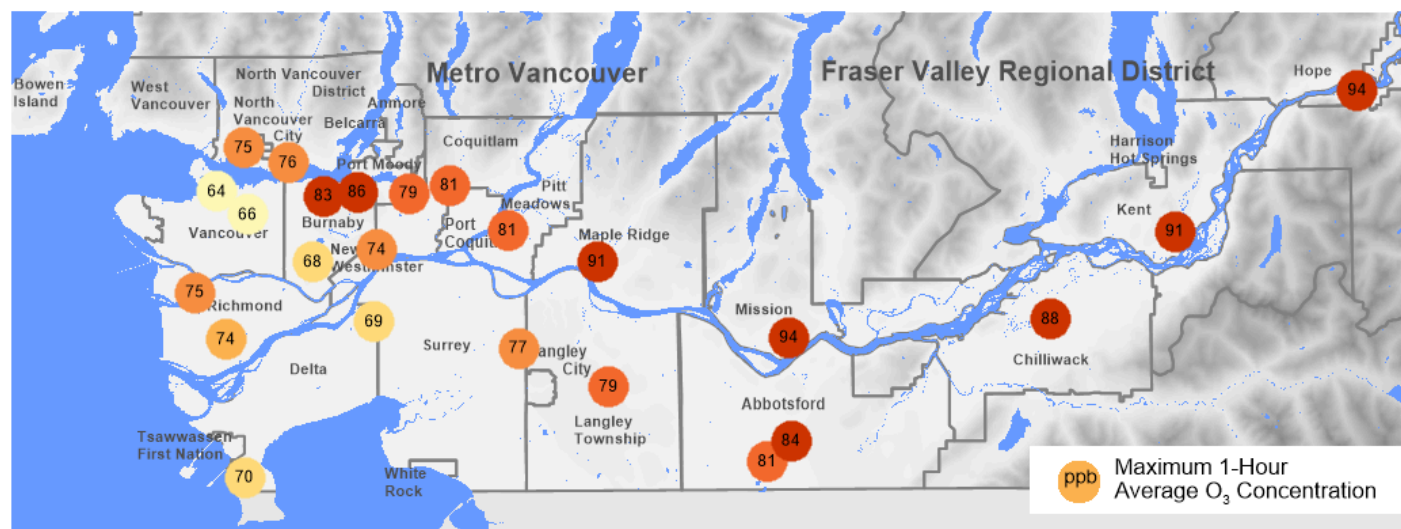 Metro Vancouver
Fraser Valley Regional District
Hope
94
Bowen
Island
West
Vancouver
North Vancouver
District
North
Vancouver
City
Anmore
Belcarra
Coquitlam
Harrison
Hot Springs
75
76
Port Moody
64
66
83
86
79
81
Pitt
Meadows
Vancouver
Burnaby
Port
Coquit
81
Maple Ridge
Kent
91
68
New
Westminster
74
91
75
Richmond
74
69
Surrey
77
Langley
City
Mission
94
88
Chilliwack
Delta
79
Langley
Township
Abbotsford
84
81
Tsawwassen
First Nation
70
White
Rock
ppb
Maximum 1-Hour
Average O₃ Concentration